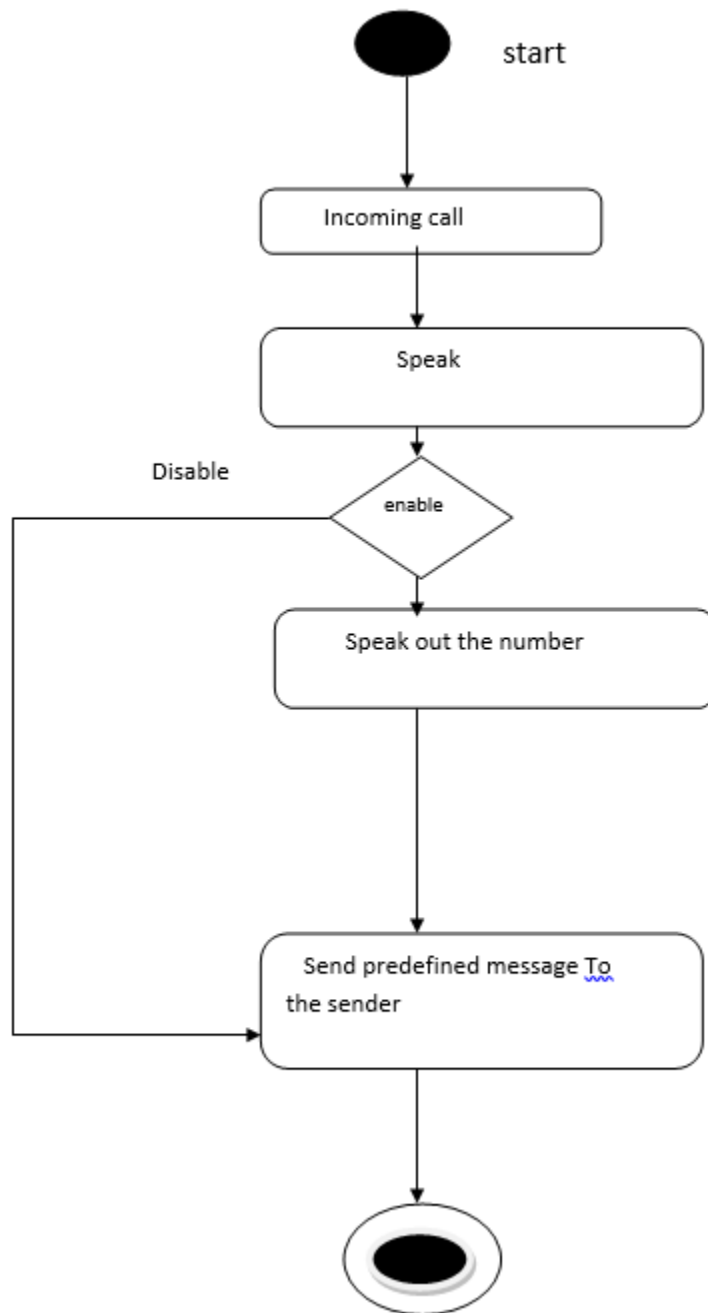 start
Incoming call
Speak
Disable
enable
Speak out the number
Send predefined message To
the sender